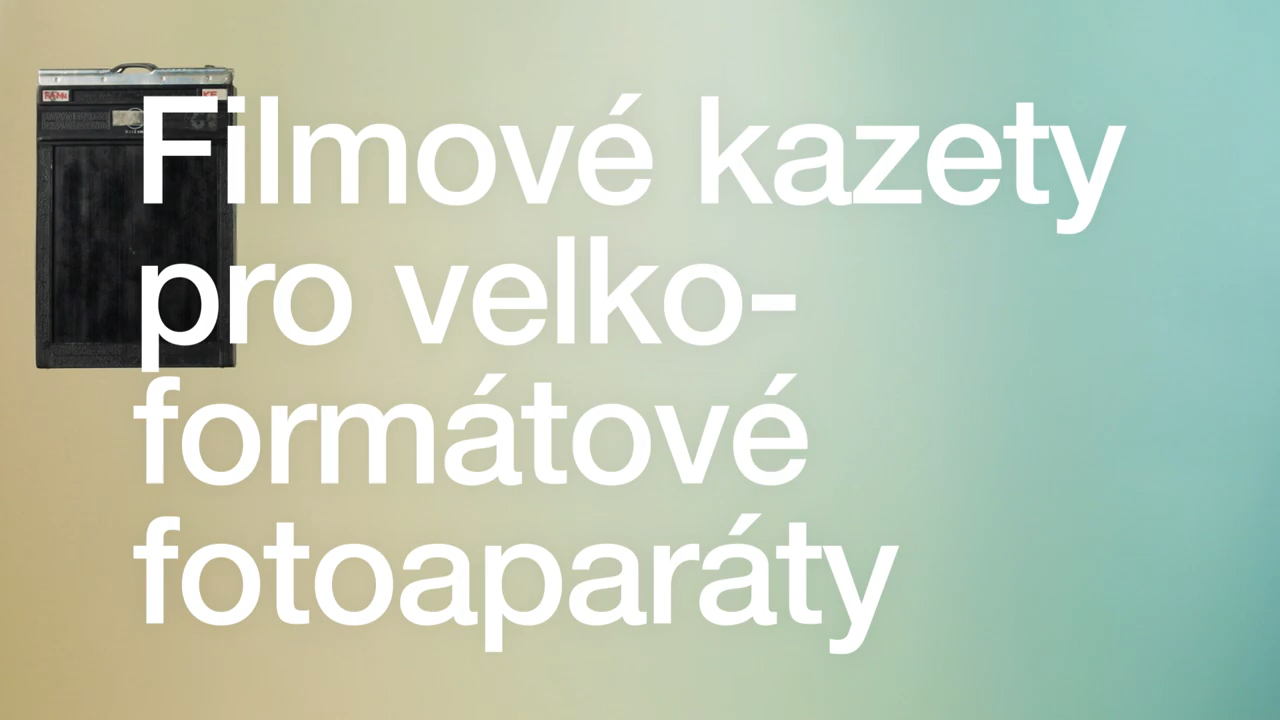 Filmové kazety
pro velko-
formátové
fotoaparáty